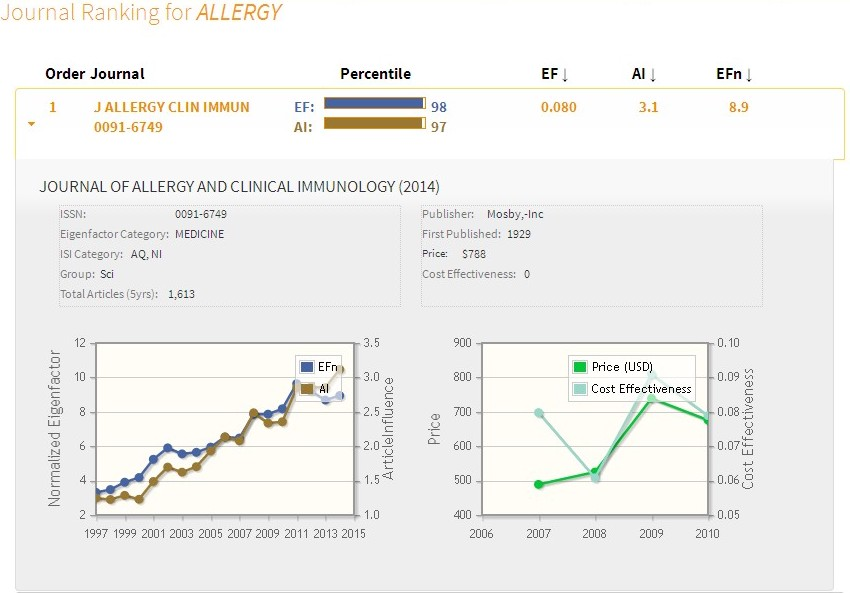 Journal Ranking for ALLERGY
Order Journal Percentile EF ↓ AI ↓ EFn ↓
1 J ALLERGY CLIN IMMUN EF: 98 0.080 3.1 8.9
0091-6749 AI: 97
JOURNAL OF ALLERGY AND CLINICAL IMMUNOLOGY (2014)
ISSN: 0091-6749
Eigenfactor Category: MEDICINE
ISI Category: AQ, NI
Group: Sci
Total Articles (5yrs): 1,613
Publisher: Mosby,-Inc
First Published: 1929
Price: $788
Cost Effectiveness: 0
Normalized Eigenfactor
12
10
8
6
4
2
EFn
AI
3.5
3.0
2.5
2.0
1.5
1.0
ArticleInfluence
1997 1999 2001 2003 2005 2007 2009 2011 2013 2015
Price
900
800
700
600
500
400
Price (USD)
Cost Effectiveness
0.10
0.09
0.08
0.07
0.06
0.05
Cost Effectiveness
2006 2007 2008 2009 2010